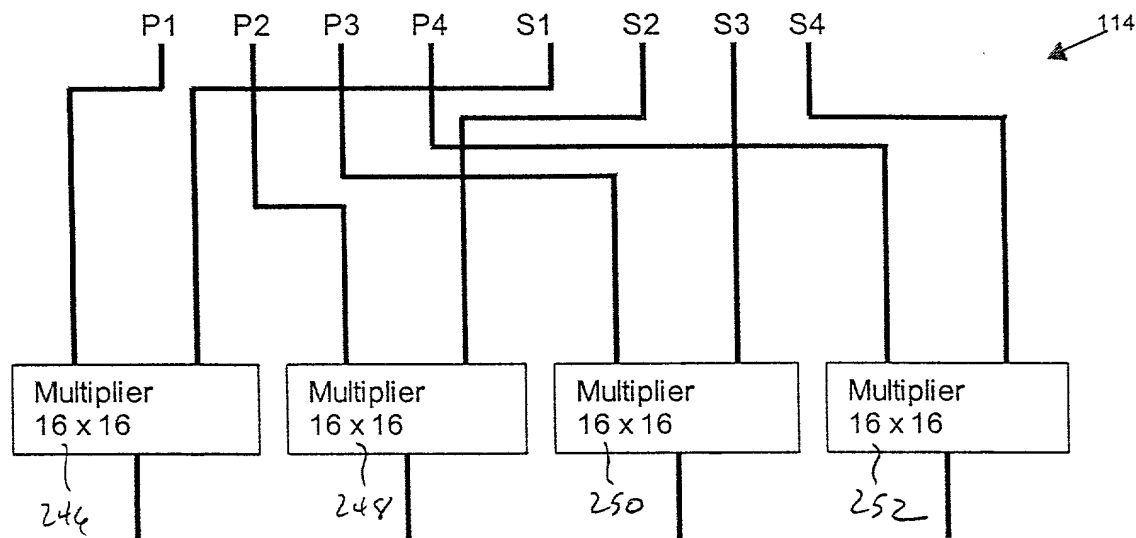 P1 P2 P3 P4 S1 S2 S3 S4
114
Multiplier
16 x 16
Multiplier
16 x 16
Multiplier
16 x 16
Multiplier
16 x 16
246 248 250 252